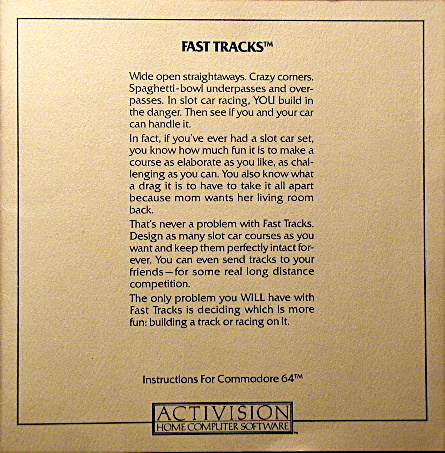 FAST TRACKS™
Wide open straightaways. Crazy corners.
Spaghetti-bowl underpasses and over-
passes. In slot car racing, YOU build in
the danger. Then see if you and your car
can handle it.
In fact, if you've ever had a slot car set,
you know how much fun it is to make a
course as elaborate as you like, as chal-
lenging as you can. You also know what
a drag it is to have to take it all apart
because mom wants her living room
back.
That's never a problem with Fast Tracks.
Design as many slot car courses as you
want and keep them perfectly intact for-
ever. You can even send tracks to your
friends—for some real long distance
competition.
The only problem you WILL have with
Fast Tracks is deciding which is more
fun: building a track or racing on it.
Instructions For Commodore 64™
ACTIVISION
HOME COMPUTER SOFTWARE™